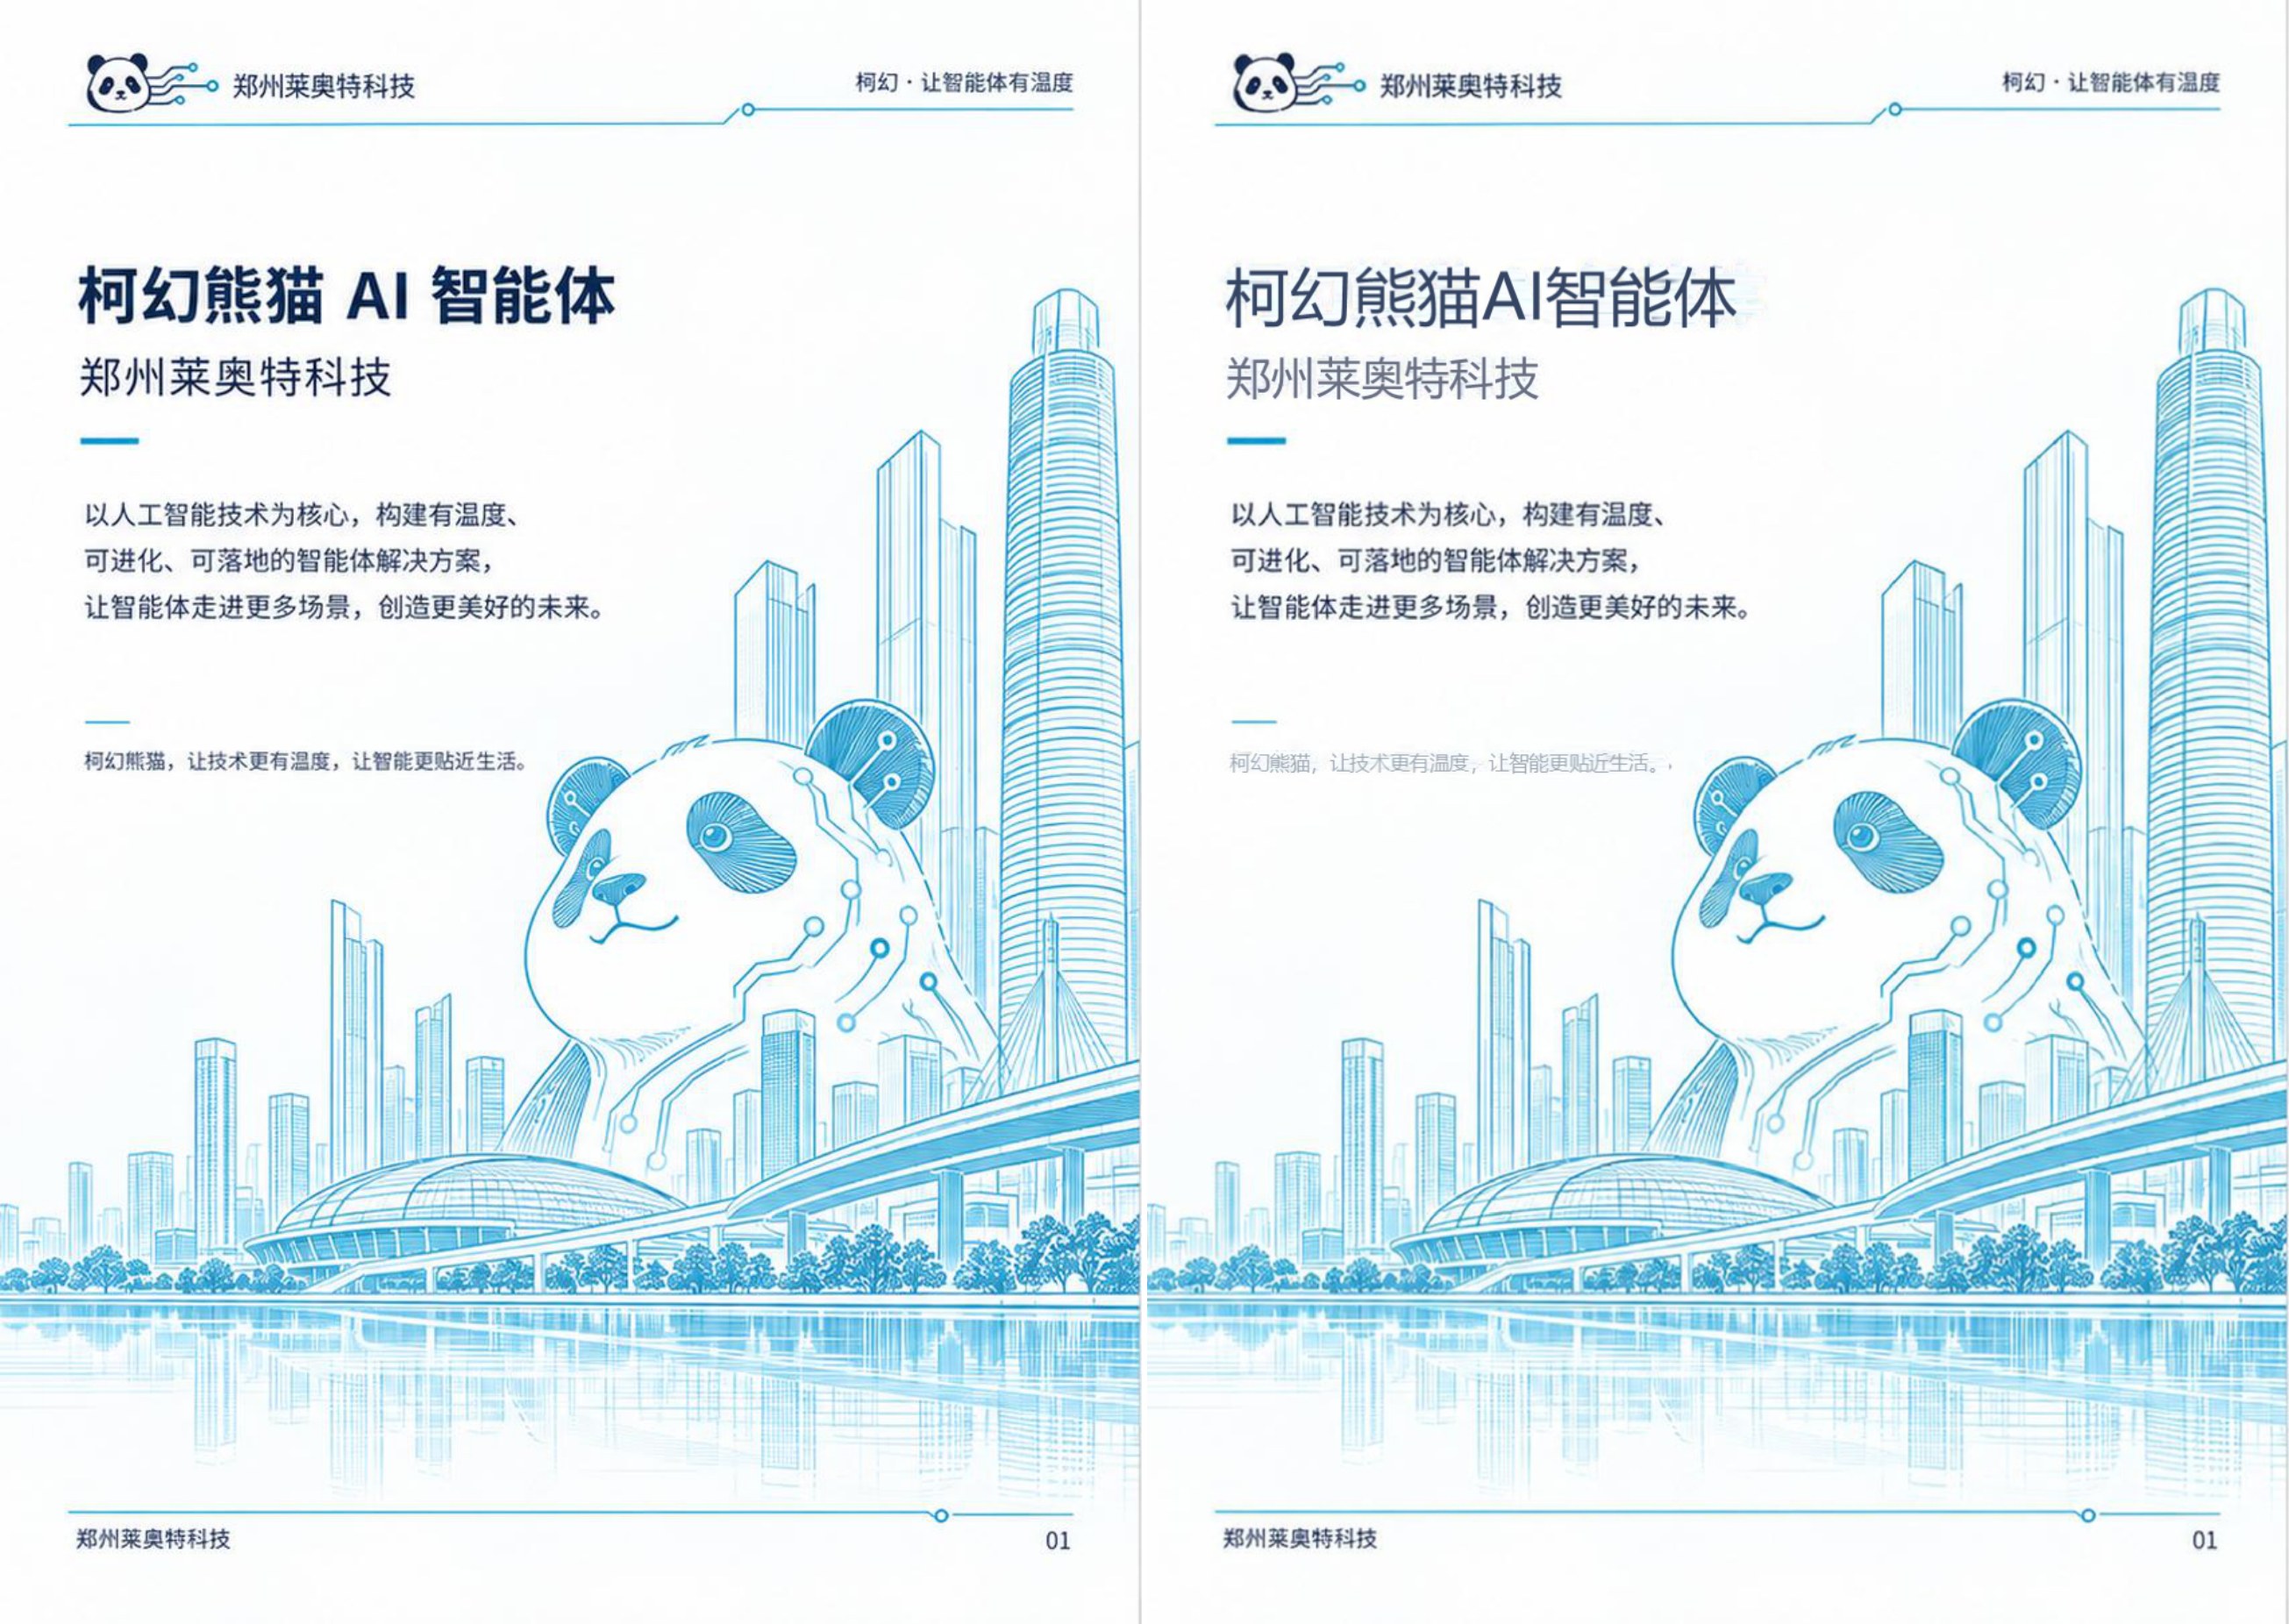 郑州莱奥特科技
柯幻·让智能体有温度
柯幻熊猫 AI 智能体
郑州莱奥特科技
以人工智能技术为核心，构建有温度、
可进化、可落地的智能体解决方案，
让智能体走进更多场景，创造更美好的未来。
柯幻熊猫，让技术更有温度，让智能更贴近生活。
郑州莱奥特科技
01
郑州莱奥特科技
柯幻·让智能体有温度
柯幻熊猫AI智能体
郑州莱奥特科技
以人工智能技术为核心，构建有温度、
可进化、可落地的智能体解决方案，
让智能体走进更多场景，创造更美好的未来。
柯幻熊猫，让技术更有温度，让智能更贴近生活。
郑州莱奥特科技
01